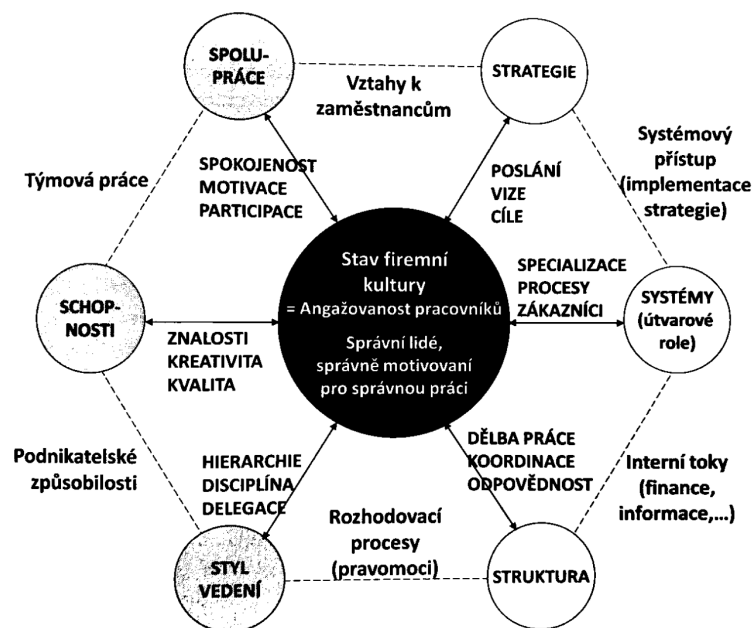 SPOLU-
PRÁCE
STRATEGIE
Vztahy k
zaměstnancům
Systémový
přístup
(implementace
strategie)
Týmová práce
SPOKOJENOST
MOTIVACE
PARTICIPACE
POSLÁNÍ
VIZE
CÍLE
Stav firemní
kultury
= Angažovanost pracovníků
Správní lidé,
správně motivovaní
pro správnou práci
SPECIALIZACE
PROCESY
ZÁKAZNÍCI
SCHOP-
NOSTI
SYSTÉMY
(útvarové
role)
ZNALOSTI
KREATIVITA
KVALITA
Podnikatelské
způsobilosti
HIERARCHIE
DISCIPLÍNA
DELEGACE
DĚLBA PRÁCE
KOORDINACE
ODPOVĚDNOST
Interní toky
(finance,
informace,...)
Rozhodovací
procesy
(pravomoci)
STYL
VEDENÍ
STRUKTURA